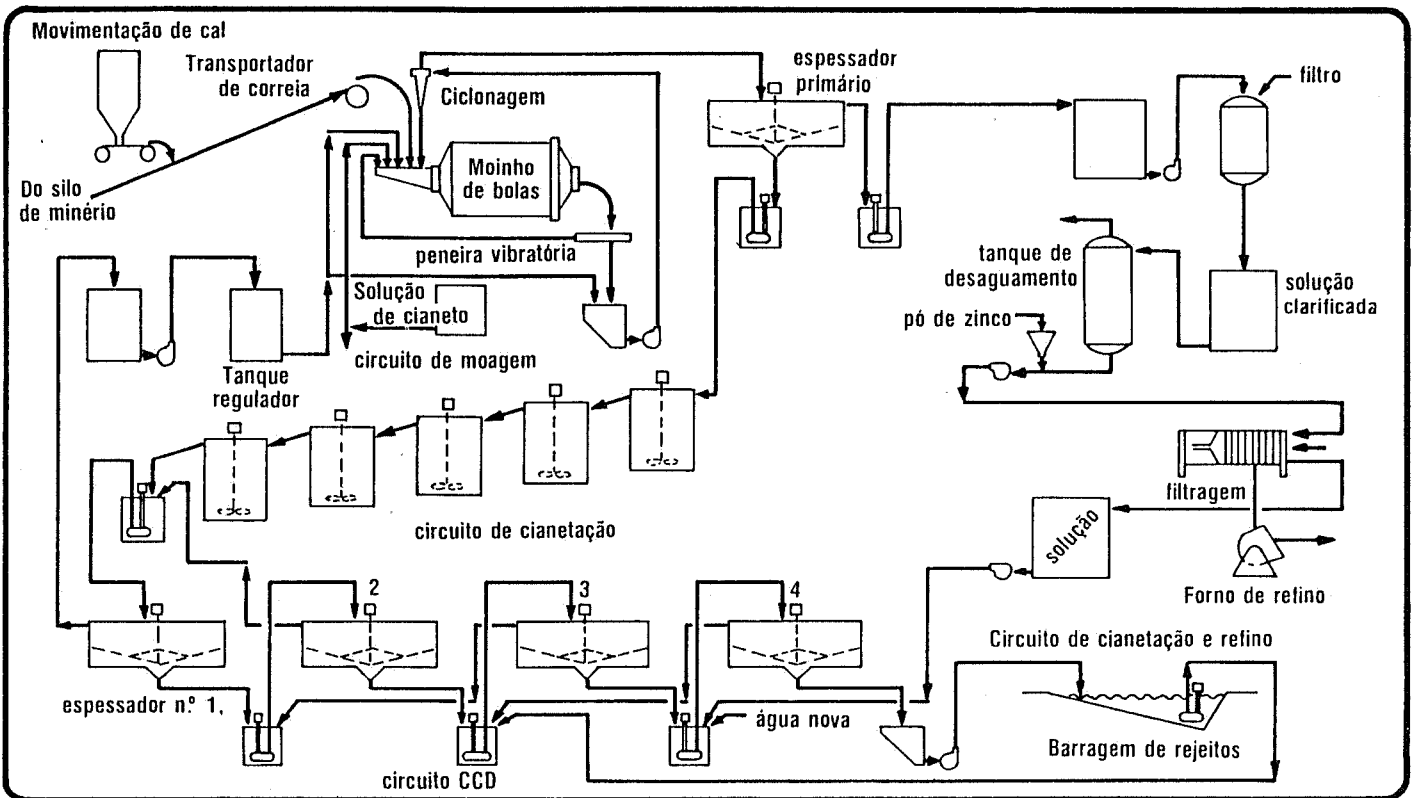 Movimentação de cal
Transportador
de correia
Ciclonagem
espessador
primário
filtro
Do silo
de minério
Moinho
de bolas
peneira vibratória
tanque de
desaguamento
solução
clarificada
Solução
de cianeto
pó de zinco
circuito de moagem
Tanque
regulador
filtragem
circuito de cianetação
solução
Forno de refino
2
3
4
Circuito de cianetação e refino
espessador n.º 1,
água nova
Barragem de rejeitos
circuito CCD